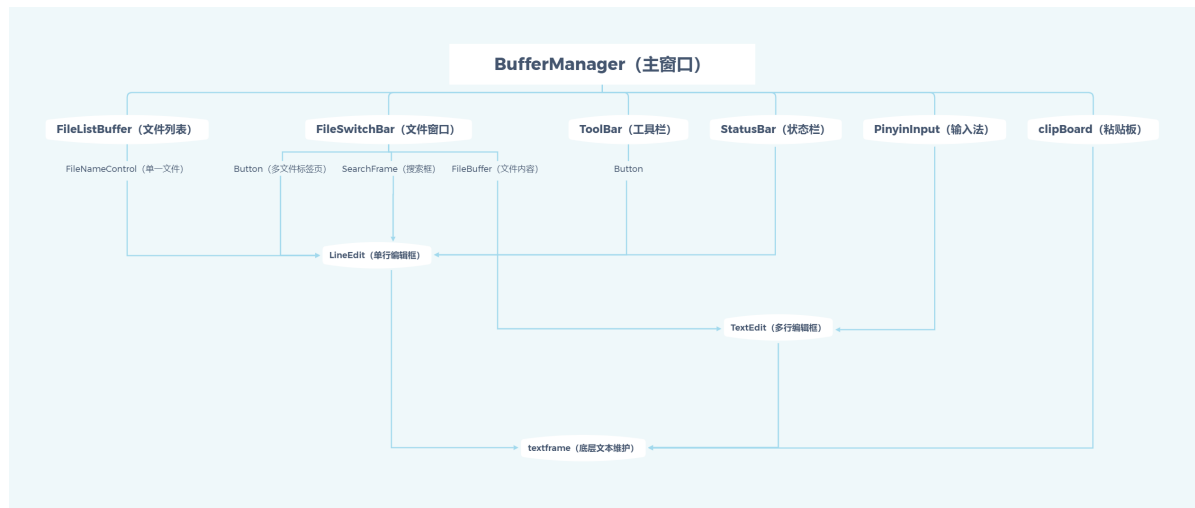 BufferManager（主窗口）
FileListBuffer（文件列表）
FileSwitchBar（文件窗口）
ToolBar（工具栏）
StatusBar（状态栏）
PinyinInput（输入法）
clipBoard（粘贴板）
FileNameControl（单一文件）
Button（多文件标签页）
SearchFrame（搜索框）
FileBuffer（文件内容）
Button
LineEdit（单行编辑框）
TextEdit（多行编辑框）
textframe（底层文本维护）